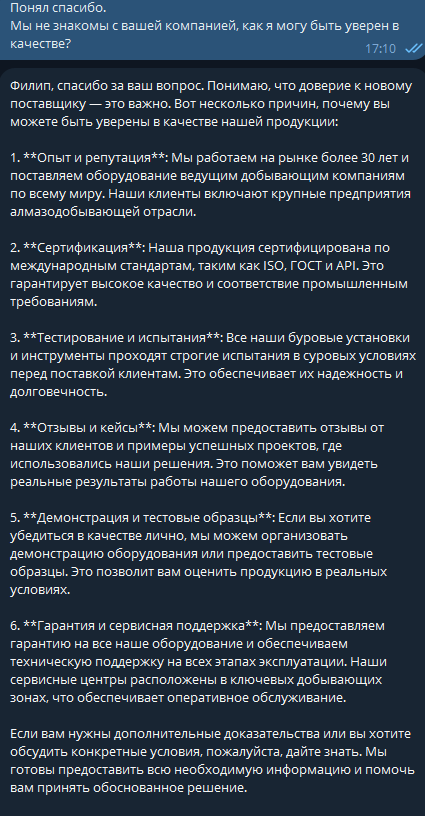 Понял спасибо.
Мы не знакомы с вашей компанией, как я могу быть уверен в
качестве?
17:10
Филип, спасибо за ваш вопрос. Понимаю, что доверие к новому
поставщику — это важно. Вот несколько причин, почему вы
можете быть уверены в качестве нашей продукции:
1. **Опыт и репутация**: Мы работаем на рынке более 30 лет и
поставляем оборудование ведущим добывающим компаниям
по всему миру. Наши клиенты включают крупные предприятия
алмазодобывающей отрасли.
2. **Сертификация**: Наша продукция сертифицирована по
международным стандартам, таким как ISO, ГОСТ и API. Это
гарантирует высокое качество и соответствие промышленным
требованиям.
3. **Тестирование и испытания**: Все наши буровые установки
и инструменты проходят строгие испытания в суровых условиях
перед поставкой клиентам. Это обеспечивает их надежность и
долговечность.
4. **Отзывы и кейсы**: Мы можем предоставить отзывы от
наших клиентов и примеры успешных проектов, где
использовались наши решения. Это поможет вам увидеть
реальные результаты работы нашего оборудования.
5. **Демонстрация и тестовые образцы**: Если вы хотите
убедиться в качестве лично, мы можем организовать
демонстрацию оборудования или предоставить тестовые
образцы. Это позволит вам оценить продукцию в реальных
условиях.
6. **Гарантия и сервисная поддержка**: Мы предоставляем
гарантию на все наше оборудование и обеспечиваем
техническую поддержку на всех этапах эксплуатации. Наши
сервисные центры расположены в ключевых добывающих
зонах, что обеспечивает оперативное обслуживание.
Если вам нужны дополнительные доказательства или вы хотите
обсудить конкретные условия, пожалуйста, дайте знать. Мы
готовы предоставить всю необходимую информацию и помочь
вам принять обоснованное решение.